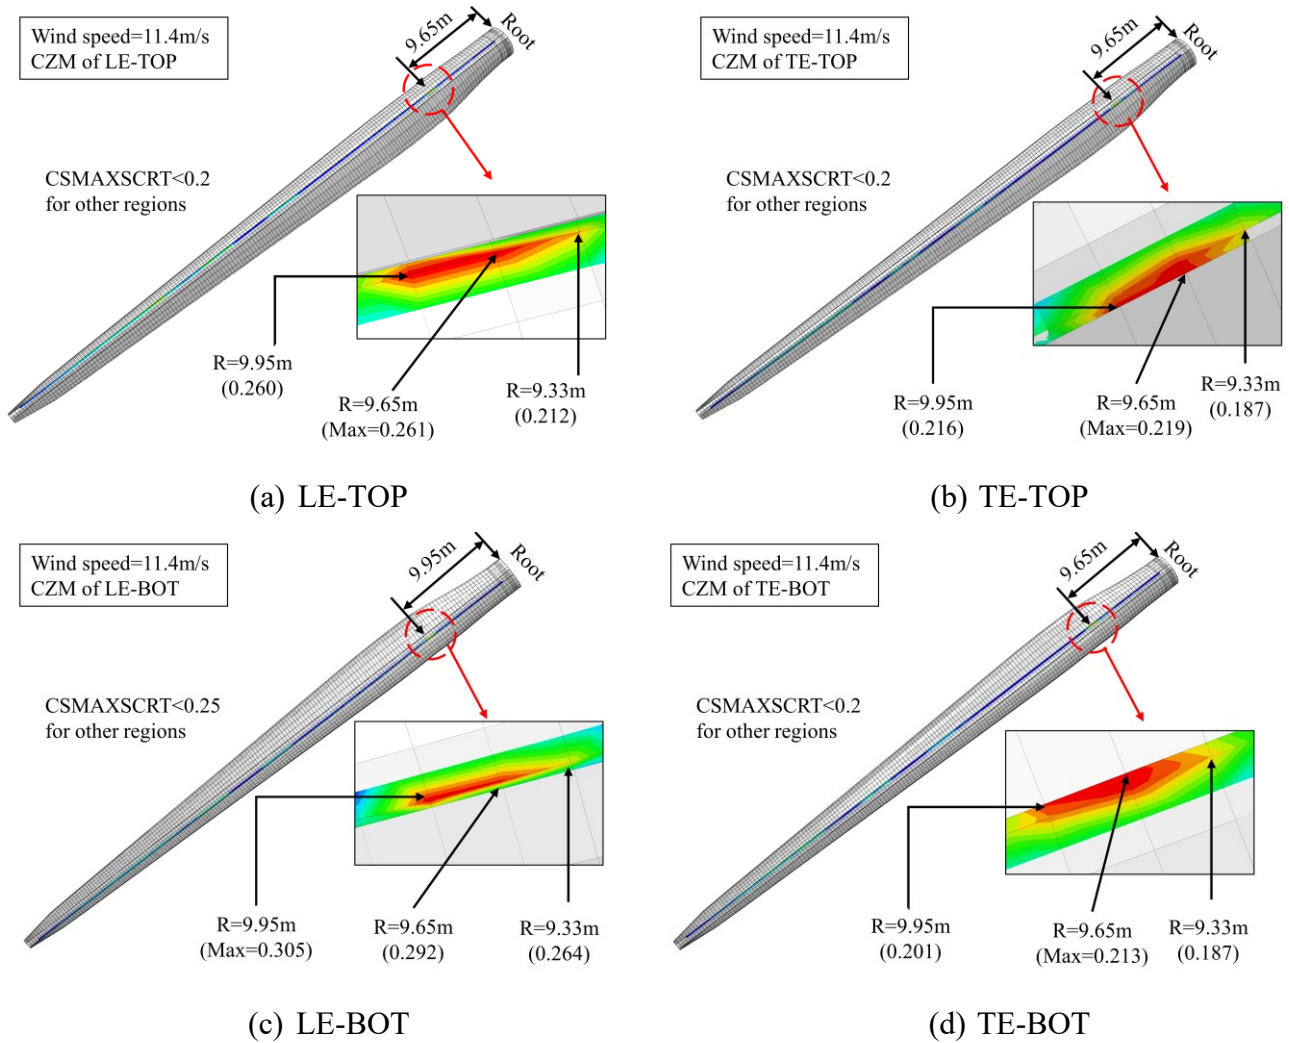 Wind speed=11.4m/s
CZM of LE-TOP
9.65m
Root
CSMAXSCRT<0.2
for other regions
R=9.95m
(0.260)
R=9.65m
(Max=0.261)
R=9.33m
(0.212)
(a) LE-TOP
Wind speed=11.4m/s
CZM of TE-TOP
9.65m
Root
CSMAXSCRT<0.2
for other regions
R=9.95m
(0.216)
R=9.65m
(Max=0.219)
R=9.33m
(0.187)
(b) TE-TOP
Wind speed=11.4m/s
CZM of LE-BOT
9.95m
Root
CSMAXSCRT<0.25
for other regions
R=9.95m
(Max=0.305)
R=9.65m
(0.292)
R=9.33m
(0.264)
(c) LE-BOT
Wind speed=11.4m/s
CZM of TE-BOT
9.65m
Root
CSMAXSCRT<0.2
for other regions
R=9.95m
(0.201)
R=9.65m
(Max=0.213)
R=9.33m
(0.187)
(d) TE-BOT